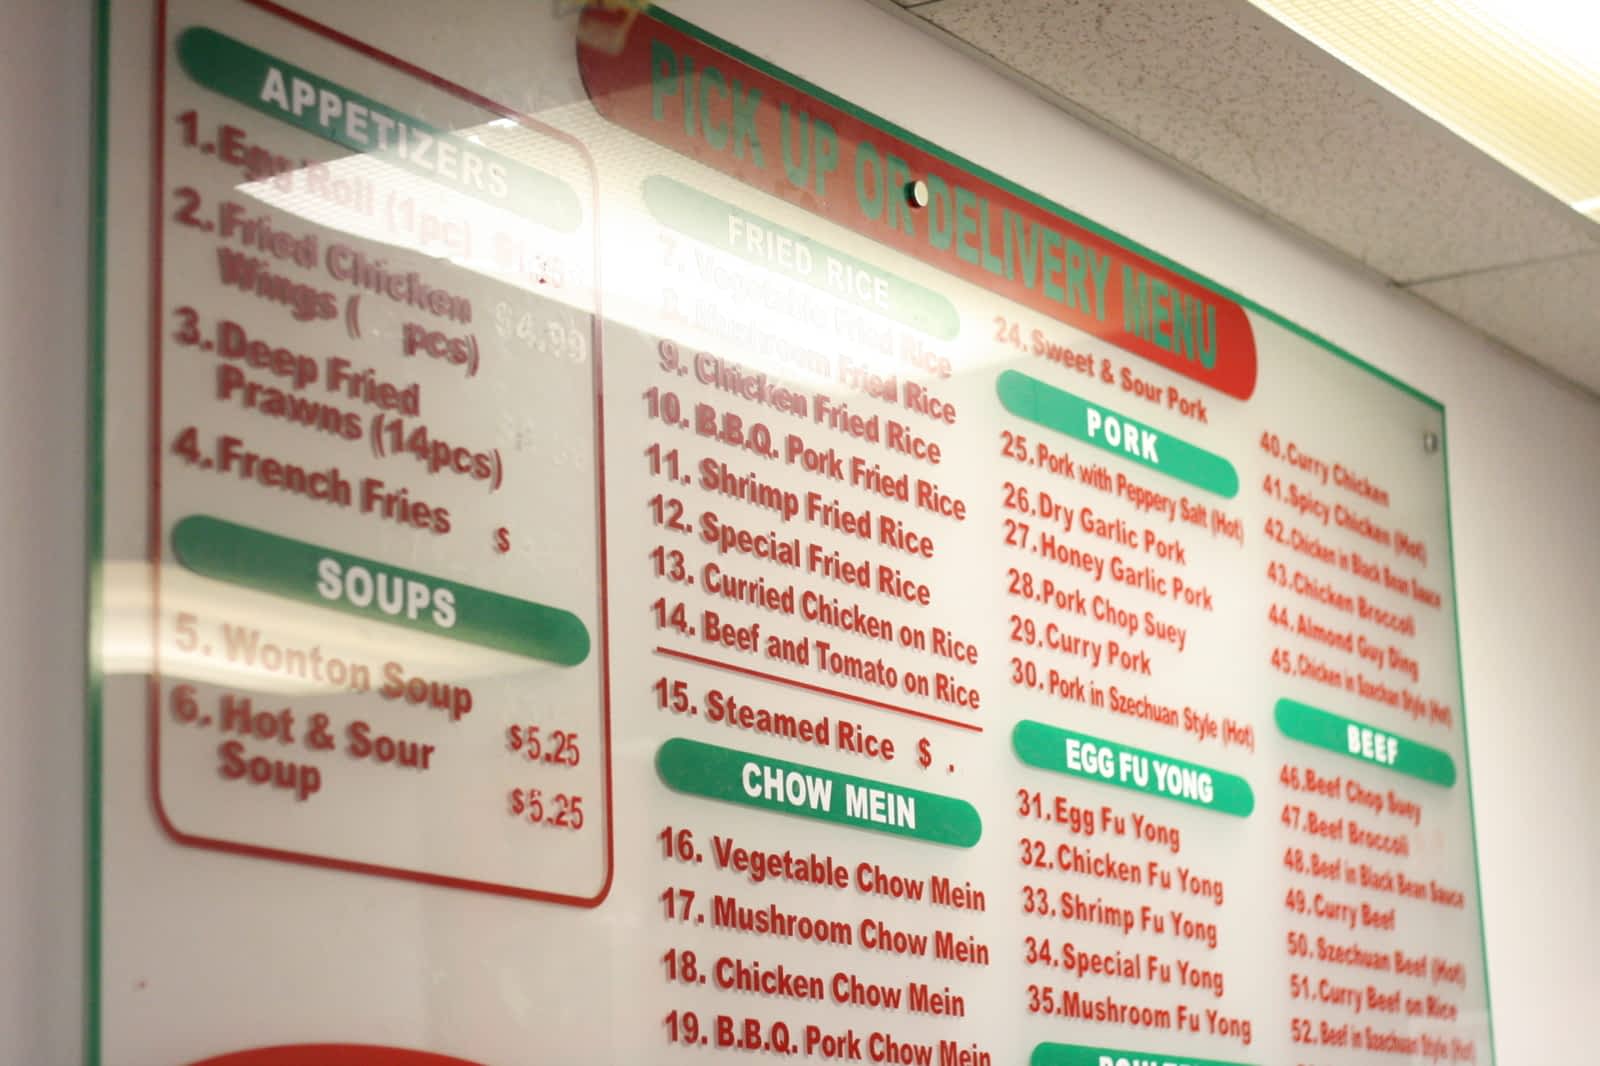 PICK UP OR DELIVERY MENU
APPETIZERS
1. Egg Roll (1pc)
2. Fried Chicken $4.99
Wings ( pcs)
3. Deep Fried
Prawns (14pcs)
4. French Fries $
SOUPS
5. Wonton Soup $5.25
6. Hot & Sour
Soup $5.25
FRIED RICE
7. Vegetable Fried Rice
8. Mushroom Fried Rice
9. Chicken Fried Rice
10. B.B.Q. Pork Fried Rice
11. Shrimp Fried Rice
12. Special Fried Rice
13. Curried Chicken on Rice
14. Beef and Tomato on Rice
15. Steamed Rice $ .
CHOW MEIN
16. Vegetable Chow Mein
17. Mushroom Chow Mein
18. Chicken Chow Mein
19. B.B.Q. Pork Chow Mein
24. Sweet & Sour Pork
PORK
25. Pork with Peppery Salt (Hot)
26. Dry Garlic Pork
27. Honey Garlic Pork
28. Pork Chop Suey
29. Curry Pork
30. Pork in Szechuan Style (Hot)
EGG FU YONG
31. Egg Fu Yong
32. Chicken Fu Yong
33. Shrimp Fu Yong
34. Special Fu Yong
35. Mushroom Fu Yong
40. Curry Chicken
41. Spicy Chicken (Hot)
42. Chicken in Black Bean Sauce
43. Chicken Broccoli
44. Almond Guy Ding
45. Chicken in Szechuan Style (Hot)
BEEF
46. Beef Chop Suey
47. Beef Broccoli
48. Beef in Black Bean Sauce
49. Curry Beef
50. Szechuan Beef (Hot)
51. Curry Beef on Rice
52. Beef in Szechuan Style (Hot)